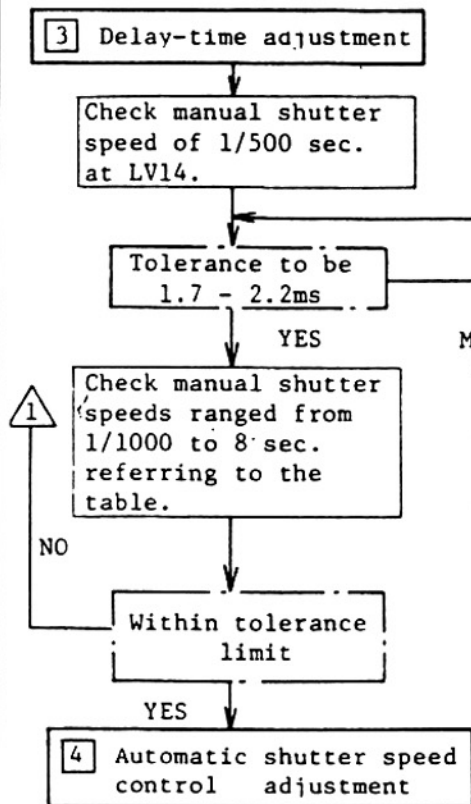 3 Delay-time adjustment
Check manual shutter
speed of 1/500 sec.
at LV14.
Tolerance to be
1.7 - 2.2ms
YES
M
Check manual shutter
speeds ranged from
1/1000 to 8 sec.
referring to the
table.
1
NO
Within tolerance
limit
YES
4 Automatic shutter speed
control adjustment